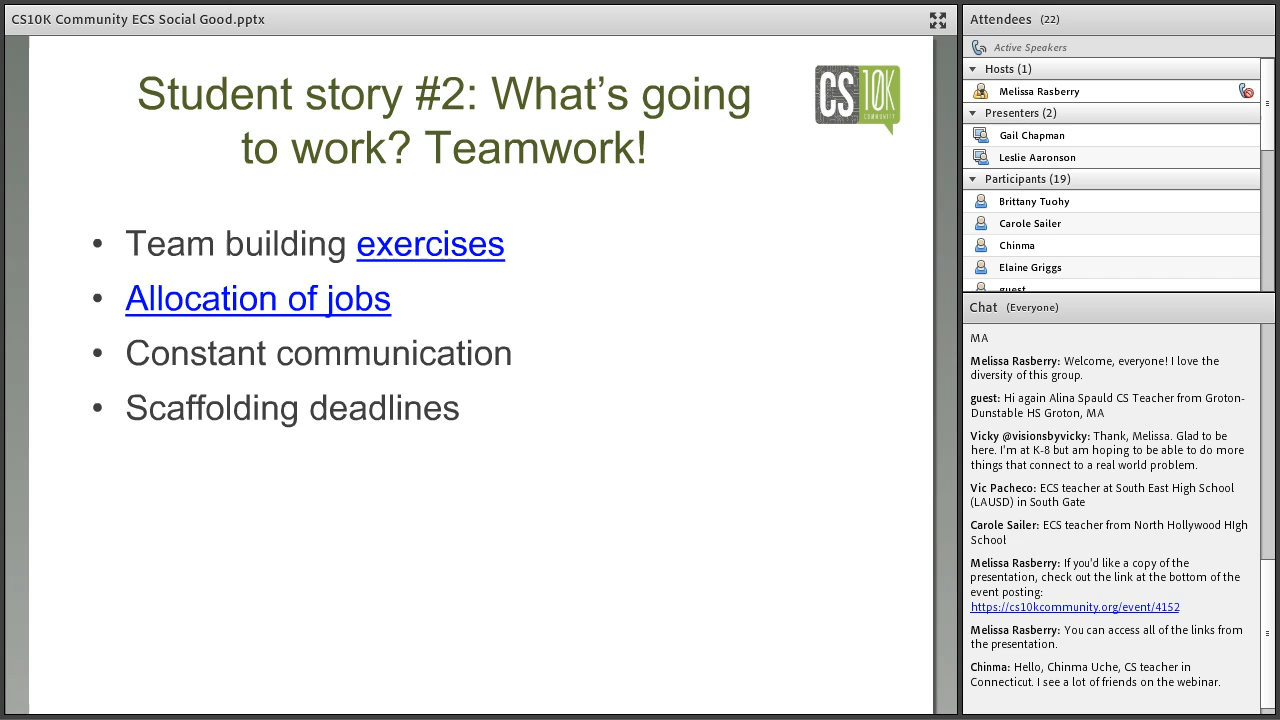 CS10K Community ECS Social Good.pptx
Student story #2: What's going
to work? Teamwork!
CS 10K
COMMUNITY
• Team building exercises
• Allocation of jobs
• Constant communication
• Scaffolding deadlines
Attendees (22)
Active Speakers
Hosts (1)
Melissa Rasberry
Presenters (2)
Gail Chapman
Leslie Aaronson
Participants (19)
Brittany Tuohy
Carole Sailer
Chinma
Elaine Griggs
guest
Chat (Everyone)
MA
Melissa Rasberry: Welcome, everyone! I love the
diversity of this group.
guest: Hi again Alina Spauld CS Teacher from Groton-
Dunstable HS Groton, MA
Vicky @visionsbyvicky: Thank, Melissa. Glad to be
here. I'm at K-8 but am hoping to be able to do more
things that connect to a real world problem.
Vic Pacheco: ECS teacher at South East High School
(LAUSD) in South Gate
Carole Sailer: ECS teacher from North Hollywood HIgh
School
Melissa Rasberry: If you'd like a copy of the
presentation, check out the link at the bottom of the
event posting:
https://cs10kcommunity.org/event/4152
Melissa Rasberry: You can access all of the links from
the presentation.
Chinma: Hello, Chinma Uche, CS teacher in
Connecticut. I see a lot of friends on the webinar.